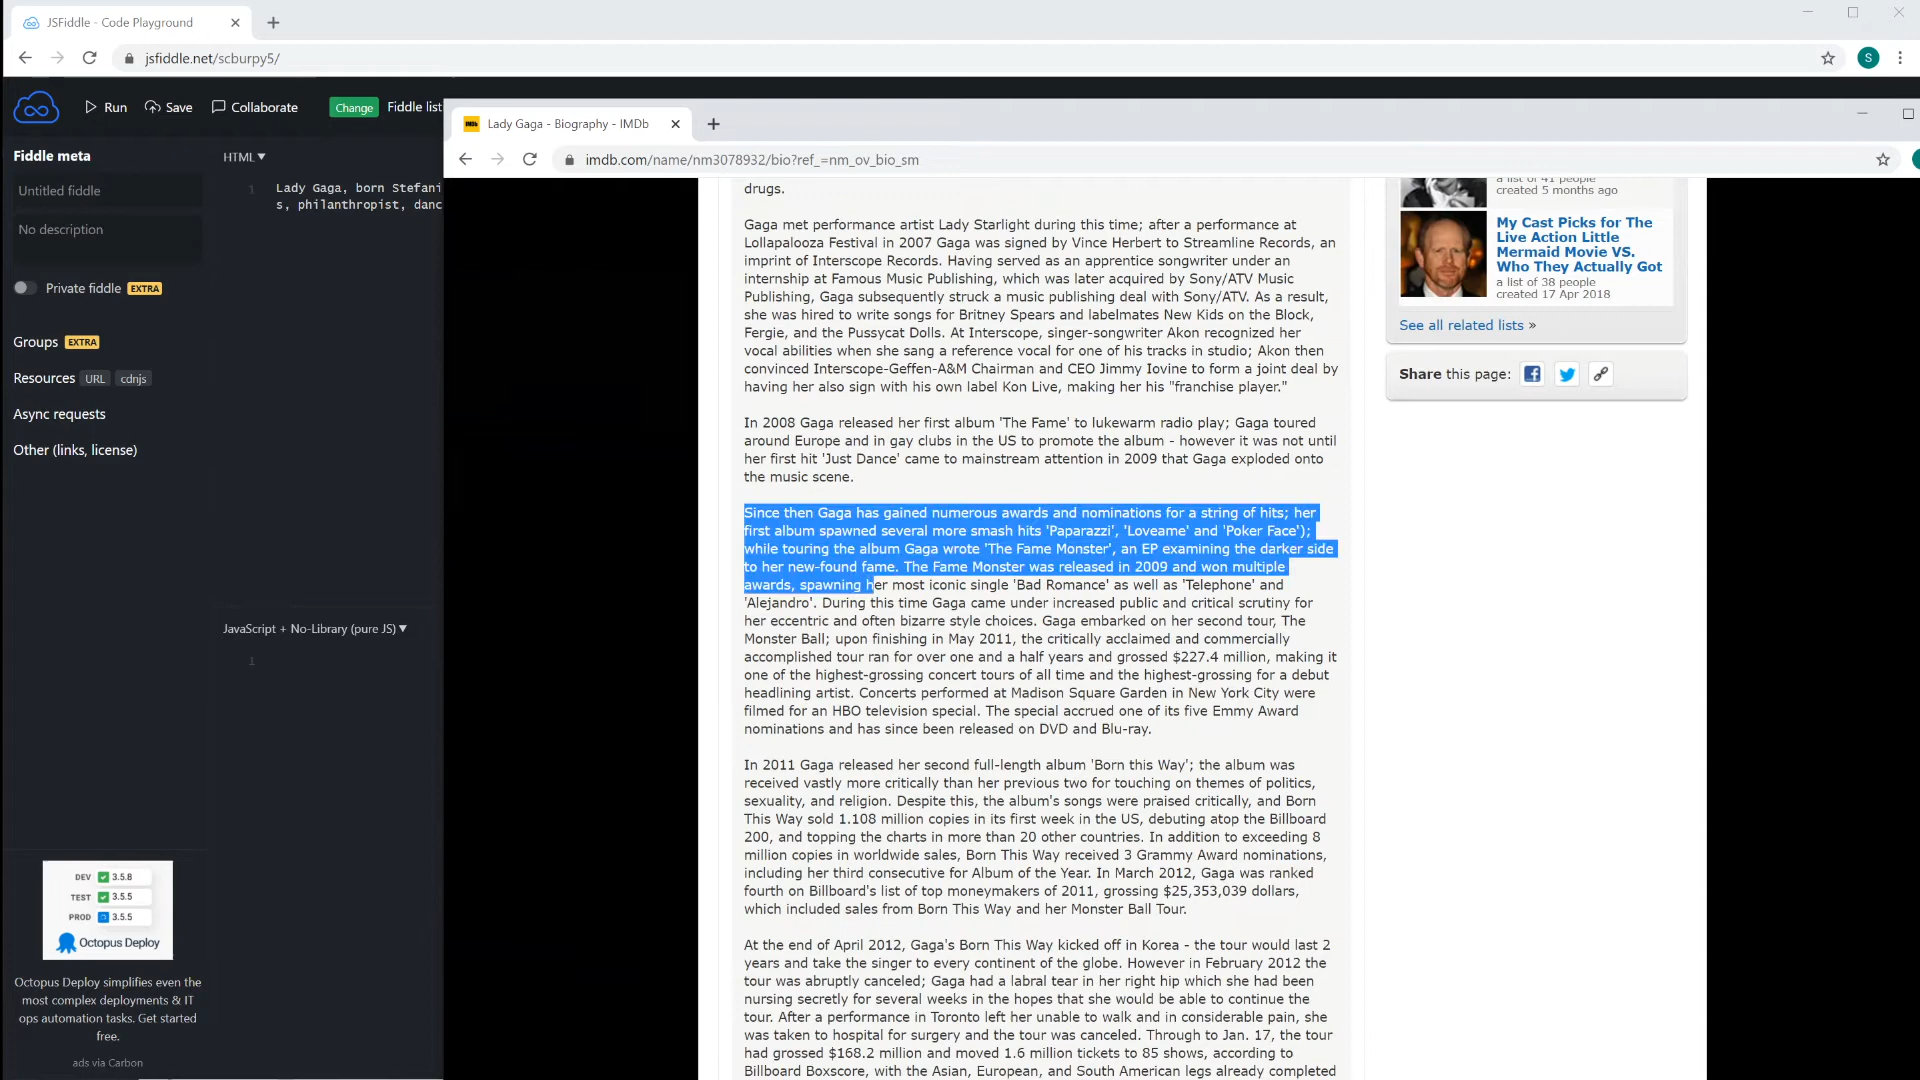 JSFiddle - Code Playground
jsfiddle.net/scburpy5/
S
Run
Save
Collaborate
Change
Fiddle list
Fiddle meta
Untitled fiddle
No description
Private fiddle EXTRA
Groups EXTRA
Resources URL cdnjs
Async requests
Other (links, license)
DEV 3.5.8
TEST 3.5.5
PROD 3.5.5
Octopus Deploy
Octopus Deploy simplifies even the
most complex deployments & IT
ops automation tasks. Get started
free.
ads via Carbon
HTML
1
Lady Gaga, born Stefani
s, philanthropist, danc
JavaScript + No-Library (pure JS)
1
Lady Gaga - Biography - IMDb
imdb.com/name/nm3078932/bio?ref_=nm_ov_bio_sm
drugs.
Gaga met performance artist Lady Starlight during this time; after a performance at
Lollapalooza Festival in 2007 Gaga was signed by Vince Herbert to Streamline Records, an
imprint of Interscope Records. Having served as an apprentice songwriter under an
internship at Famous Music Publishing, which was later acquired by Sony/ATV Music
Publishing, Gaga subsequently struck a music publishing deal with Sony/ATV. As a result,
she was hired to write songs for Britney Spears and labelmates New Kids on the Block,
Fergie, and the Pussycat Dolls. At Interscope, singer-songwriter Akon recognized her
vocal abilities when she sang a reference vocal for one of his tracks in studio; Akon then
convinced Interscope-Geffen-A&M Chairman and CEO Jimmy Iovine to form a joint deal by
having her also sign with his own label Kon Live, making her his "franchise player."
In 2008 Gaga released her first album 'The Fame' to lukewarm radio play; Gaga toured
around Europe and in gay clubs in the US to promote the album - however it was not until
her first hit 'Just Dance' came to mainstream attention in 2009 that Gaga exploded onto
the music scene.
Since then Gaga has gained numerous awards and nominations for a string of hits; her
first album spawned several more smash hits 'Paparazzi', 'Loveame' and 'Poker Face');
while touring the album Gaga wrote 'The Fame Monster', an EP examining the darker side
to her new-found fame. The Fame Monster was released in 2009 and won multiple
awards, spawning her most iconic single 'Bad Romance' as well as 'Telephone' and
'Alejandro'. During this time Gaga came under increased public and critical scrutiny for
her eccentric and often bizarre style choices. Gaga embarked on her second tour, The
Monster Ball; upon finishing in May 2011, the critically acclaimed and commercially
accomplished tour ran for over one and a half years and grossed $227.4 million, making it
one of the highest-grossing concert tours of all time and the highest-grossing for a debut
headlining artist. Concerts performed at Madison Square Garden in New York City were
filmed for an HBO television special. The special accrued one of its five Emmy Award
nominations and has since been released on DVD and Blu-ray.
In 2011 Gaga released her second full-length album 'Born this Way'; the album was
received vastly more critically than her previous two for touching on themes of politics,
sexuality, and religion. Despite this, the album's songs were praised critically, and Born
This Way sold 1.108 million copies in its first week in the US, debuting atop the Billboard
200, and topping the charts in more than 20 other countries. In addition to exceeding 8
million copies in worldwide sales, Born This Way received 3 Grammy Award nominations,
including her third consecutive for Album of the Year. In March 2012, Gaga was ranked
fourth on Billboard's list of top moneymakers of 2011, grossing $25,353,039 dollars,
which included sales from Born This Way and her Monster Ball Tour.
At the end of April 2012, Gaga's Born This Way kicked off in Korea - the tour would last 2
years and take the singer to every continent of the globe. However in February 2012 the
tour was abruptly canceled; Gaga had a labral tear in her right hip which she had been
nursing secretly for several weeks in the hopes that she would be able to continue the
tour. After a performance in Toronto left her unable to walk and in considerable pain, she
was taken to hospital for surgery and the tour was canceled. Through to Jan. 17, the tour
had grossed $168.2 million and moved 1.6 million tickets to 85 shows, according to
Billboard Boxscore, with the Asian, European, and South American legs already completed
a list of 41 people
created 5 months ago
My Cast Picks for The
Live Action Little
Mermaid Movie VS.
Who They Actually Got
a list of 38 people
created 17 Apr 2018
See all related lists »
Share this page: